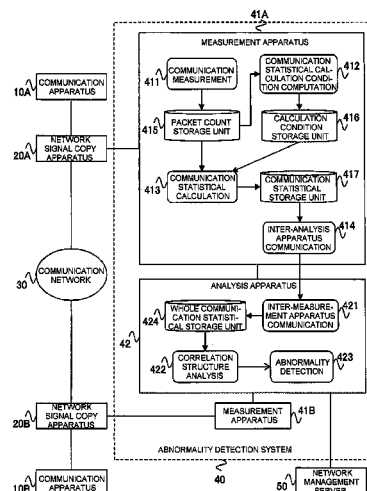 41A
MEASUREMENT APPARATUS
COMMUNICATION
APPARATUS
10A
411
COMMUNICATION
MEASUREMENT
COMMUNICATION
STATISTICAL CAL-
CULATION CONDI-
TION COMPUTATION
412
NETWORK
SIGNAL COPY
APPARATUS
20A
415
PACKET COUNT
STORAGE UNIT
CALCULATION
CONDITION
STORAGE UNIT
416
413
COMMUNICATION
STATISTICAL
CALCULATION
COMMUNICATION
STATISTICAL
STORAGE UNIT
417
INTER-ANALYSIS
APPARATUS
COMMUNICATION
414
COMMUNICATION
NETWORK
30
ANALYSIS APPARATUS
WHOLE COMMUNI-
CATION STATISTI-
CAL STORAGE UNIT
424
INTER-MEASURE-
MENT APPARATUS
COMMUNICATION
421
42
CORRELATION
STRUCTURE
ANALYSIS
422
ABNORMALITY
DETECTION
423
NETWORK
SIGNAL COPY
APPARATUS
20B
MEASUREMENT
APPARATUS
41B
ABNORMALITY DETECTION SYSTEM
40
COMMUNICATION
APPARATUS
10B
NETWORK
MANAGEMENT
SERVER
50